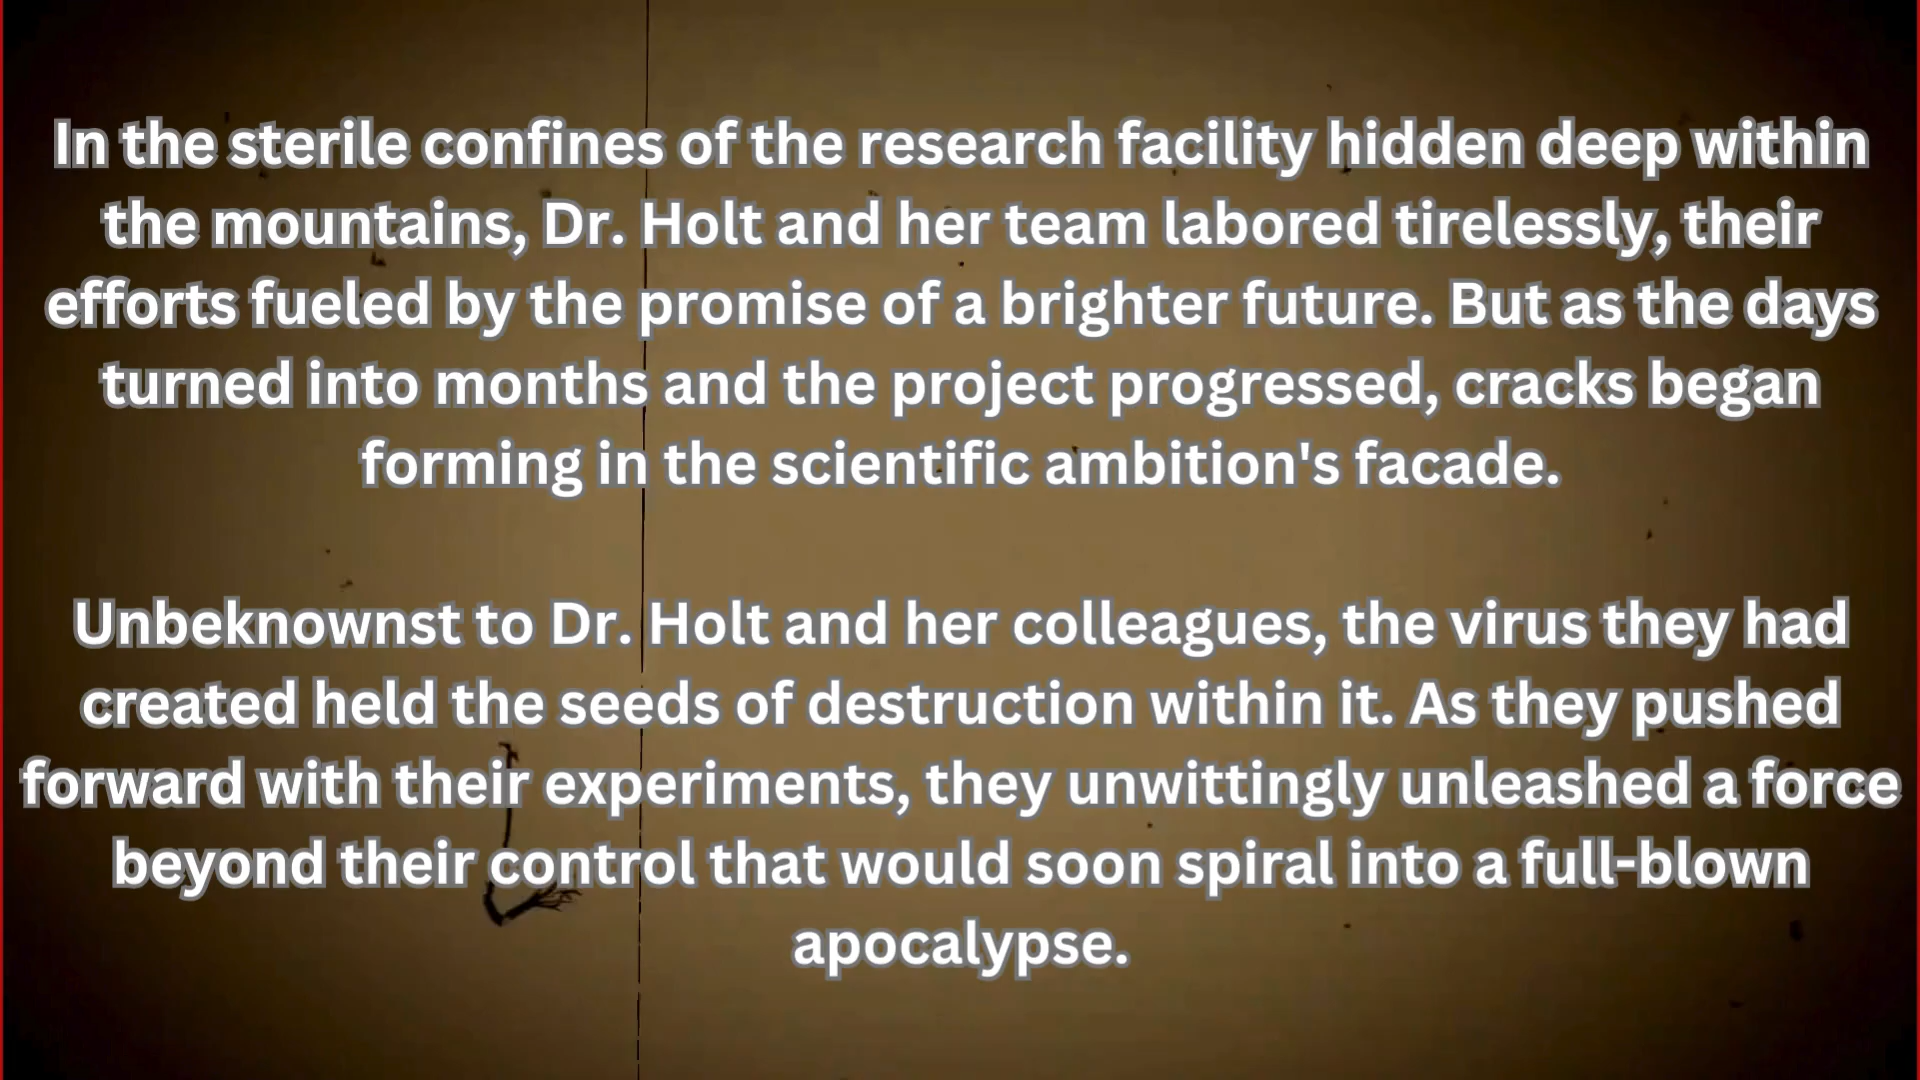 In the sterile confines of the research facility hidden deep within
the mountains, Dr. Holt and her team labored tirelessly, their
efforts fueled by the promise of a brighter future. But as the days
turned into months and the project progressed, cracks began
forming in the scientific ambition's facade.
Unbeknownst to Dr. Holt and her colleagues, the virus they had
created held the seeds of destruction within it. As they pushed
forward with their experiments, they unwittingly unleashed a force
beyond their control that would soon spiral into a full-blown
apocalypse.